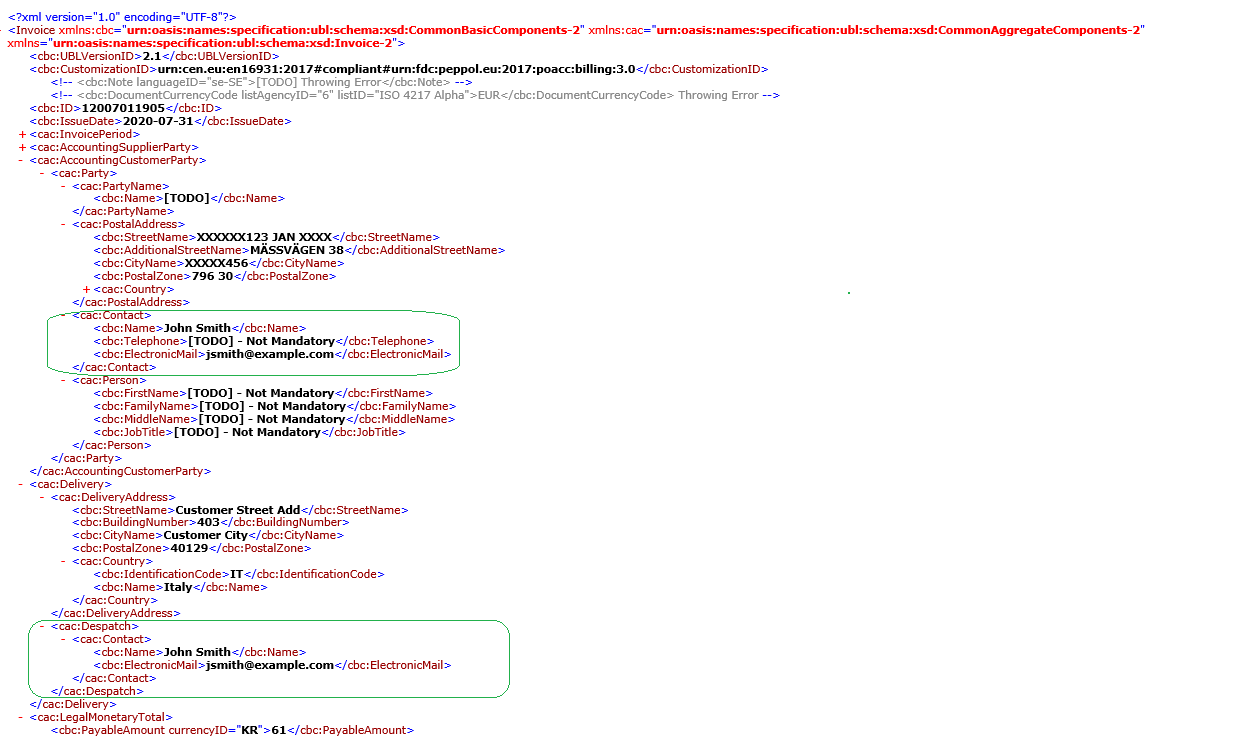 <?xml version="1.0" encoding="UTF-8"?>
- <Invoice xmlns:cbc="urn:oasis:names:specification:ubl:schema:xsd:CommonBasicComponents-2" xmlns:cac="urn:oasis:names:specification:ubl:schema:xsd:CommonAggregateComponents-2"
xmlns="urn:oasis:names:specification:ubl:schema:xsd:Invoice-2">
<cbc:UBLVersionID>2.1</cbc:UBLVersionID>
<cbc:CustomizationID>urn:cen.eu:en16931:2017#compliant#urn:fdc:peppol.eu:2017:poacc:billing:3.0</cbc:CustomizationID>
<!-- <cbc:Note languageID="se-SE">[TODO] Throwing Error</cbc:Note> -->
<!-- <cbc:DocumentCurrencyCode listAgencyID="6" listID="ISO 4217 Alpha">EUR</cbc:DocumentCurrencyCode> Throwing Error -->
<cbc:ID>12007011905</cbc:ID>
<cbc:IssueDate>2020-07-31</cbc:IssueDate>
+ <cac:InvoicePeriod>
+ <cac:AccountingSupplierParty>
- <cac:AccountingCustomerParty>
- <cac:Party>
- <cac:PartyName>
<cbc:Name>[TODO]</cbc:Name>
</cac:PartyName>
- <cac:PostalAddress>
<cbc:StreetName>XXXXXX123 JAN XXXX</cbc:StreetName>
<cbc:AdditionalStreetName>MÄSSVÄGEN 38</cbc:AdditionalStreetName>
<cbc:CityName>XXXXX456</cbc:CityName>
<cbc:PostalZone>796 30</cbc:PostalZone>
+ <cac:Country>
</cac:PostalAddress>
- <cac:Contact>
<cbc:Name>John Smith</cbc:Name>
<cbc:Telephone>[TODO] - Not Mandatory</cbc:Telephone>
<cbc:ElectronicMail>jsmith@example.com</cbc:ElectronicMail>
</cac:Contact>
- <cac:Person>
<cbc:FirstName>[TODO] - Not Mandatory</cbc:FirstName>
<cbc:FamilyName>[TODO] - Not Mandatory</cbc:FamilyName>
<cbc:MiddleName>[TODO] - Not Mandatory</cbc:MiddleName>
<cbc:JobTitle>[TODO] - Not Mandatory</cbc:JobTitle>
</cac:Person>
</cac:Party>
</cac:AccountingCustomerParty>
- <cac:Delivery>
- <cac:DeliveryAddress>
<cbc:StreetName>Customer Street Add</cbc:StreetName>
<cbc:BuildingNumber>403</cbc:BuildingNumber>
<cbc:CityName>Customer City</cbc:CityName>
<cbc:PostalZone>40129</cbc:PostalZone>
- <cac:Country>
<cbc:IdentificationCode>IT</cbc:IdentificationCode>
<cbc:Name>Italy</cbc:Name>
</cac:Country>
</cac:DeliveryAddress>
- <cac:Despatch>
- <cac:Contact>
<cbc:Name>John Smith</cbc:Name>
<cbc:ElectronicMail>jsmith@example.com</cbc:ElectronicMail>
</cac:Contact>
</cac:Despatch>
</cac:Delivery>
- <cac:LegalMonetaryTotal>
<cbc:PayableAmount currencyID="KR">61</cbc:PayableAmount>